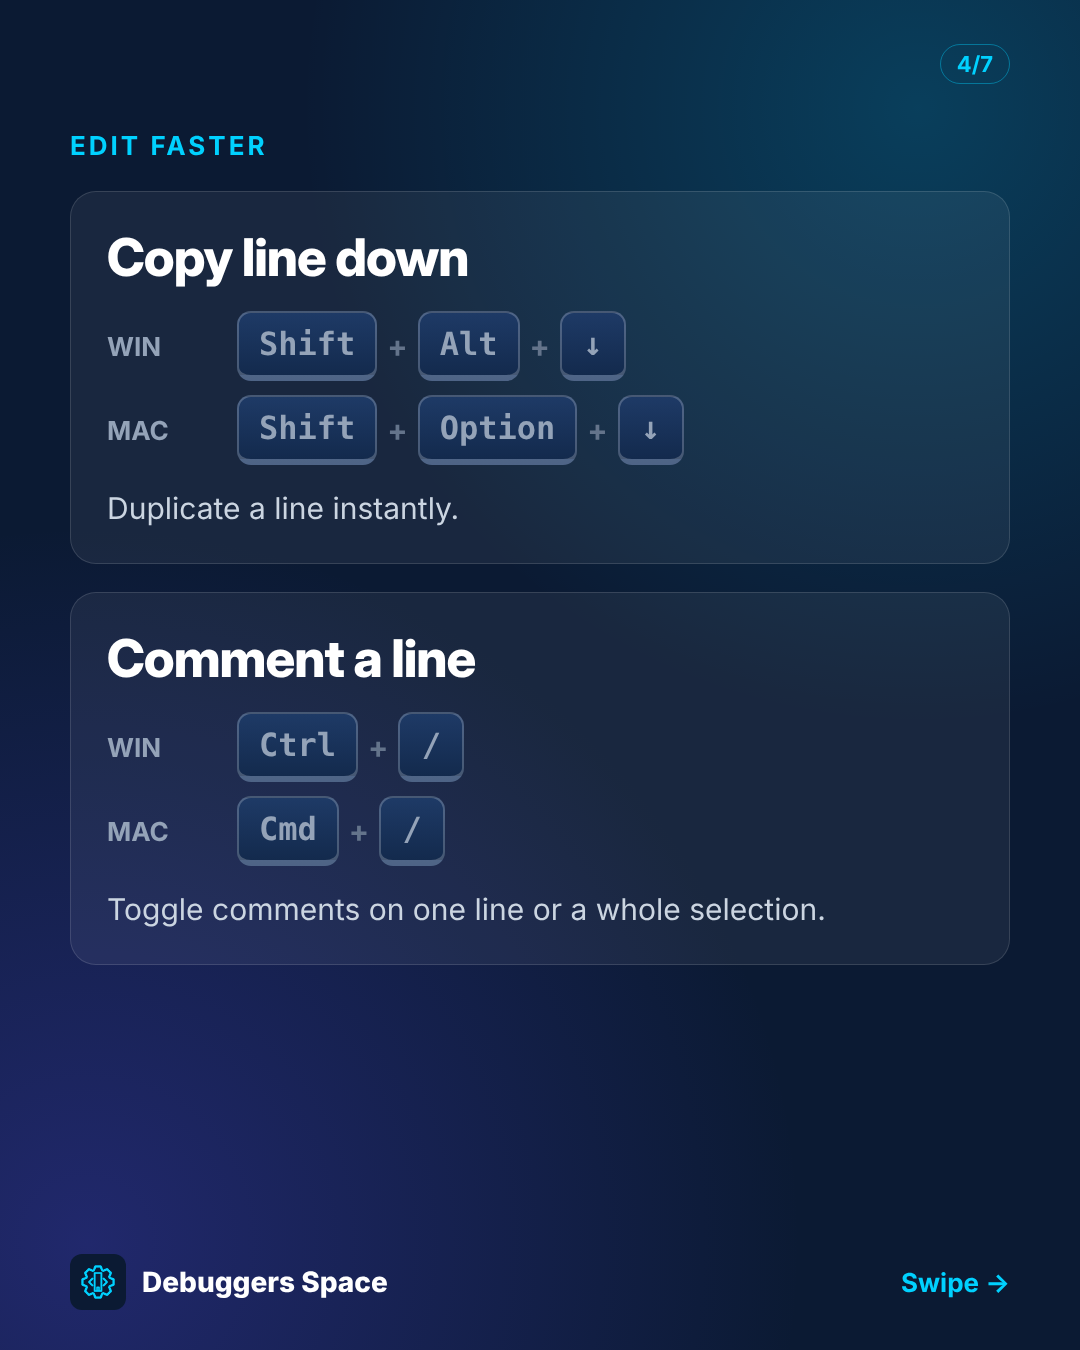 4/7
EDIT FASTER
Copy line down
WIN Shift + Alt + ↓
MAC Shift + Option + ↓
Duplicate a line instantly.
Comment a line
WIN Ctrl + /
MAC Cmd + /
Toggle comments on one line or a whole selection.
Debuggers Space
Swipe →